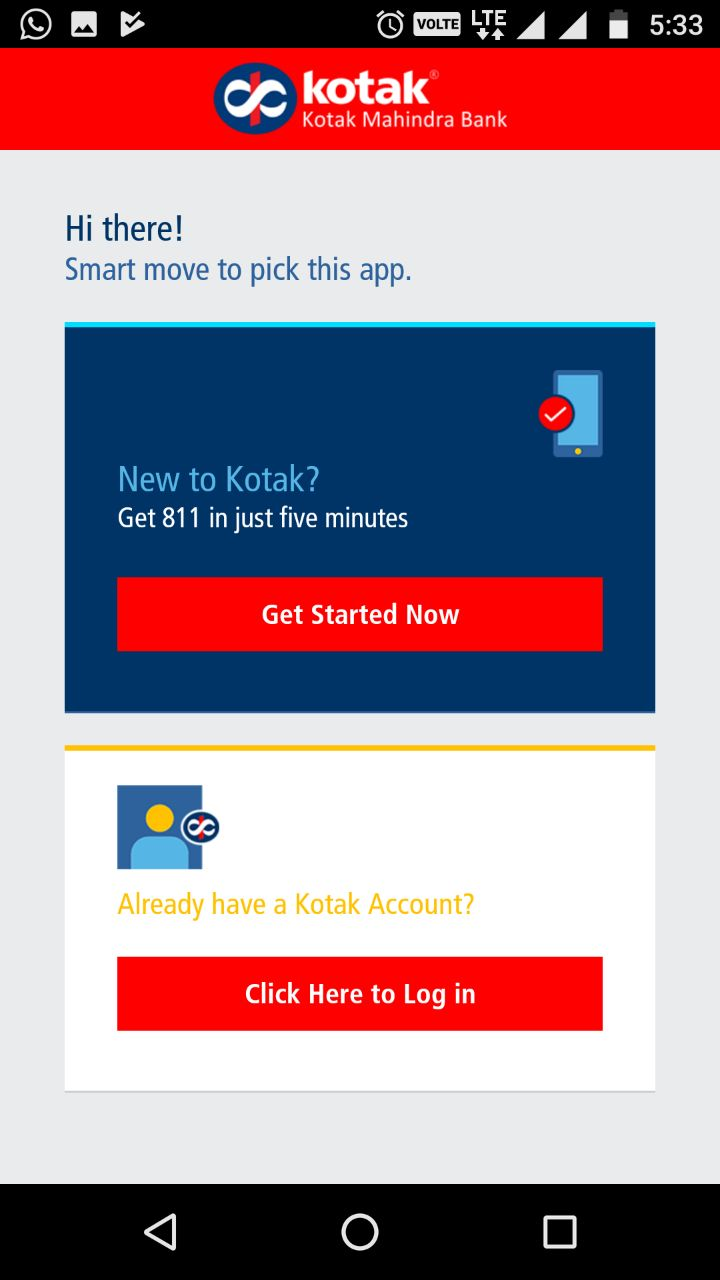 VOLTE LTE 5:33
kotak®
Kotak Mahindra Bank
Hi there!
Smart move to pick this app.
New to Kotak?
Get 811 in just five minutes
Get Started Now
Already have a Kotak Account?
Click Here to Log in